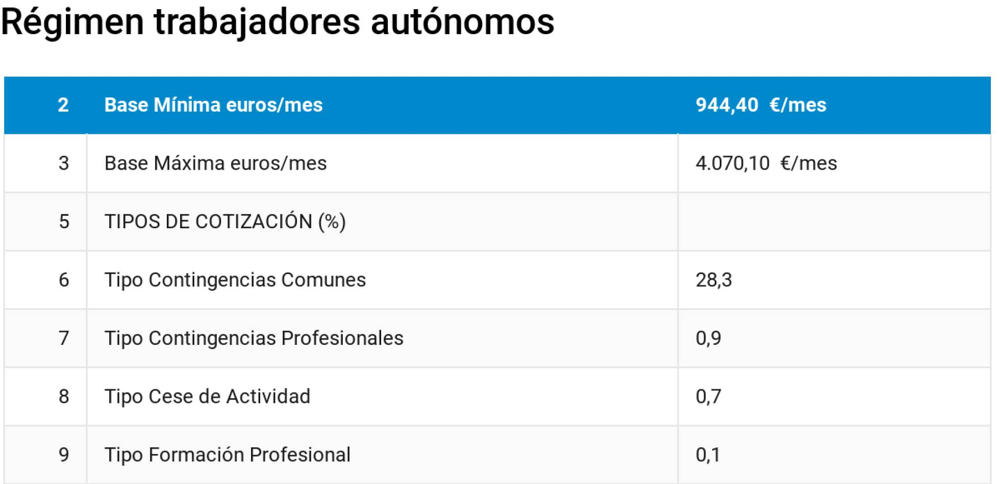 Régimen trabajadores autónomos
2 Base Mínima euros/mes 944,40 €/mes
3 Base Máxima euros/mes 4.070,10 €/mes
5 TIPOS DE COTIZACIÓN (%)
6 Tipo Contingencias Comunes 28,3
7 Tipo Contingencias Profesionales 0,9
8 Tipo Cese de Actividad 0,7
9 Tipo Formación Profesional 0,1